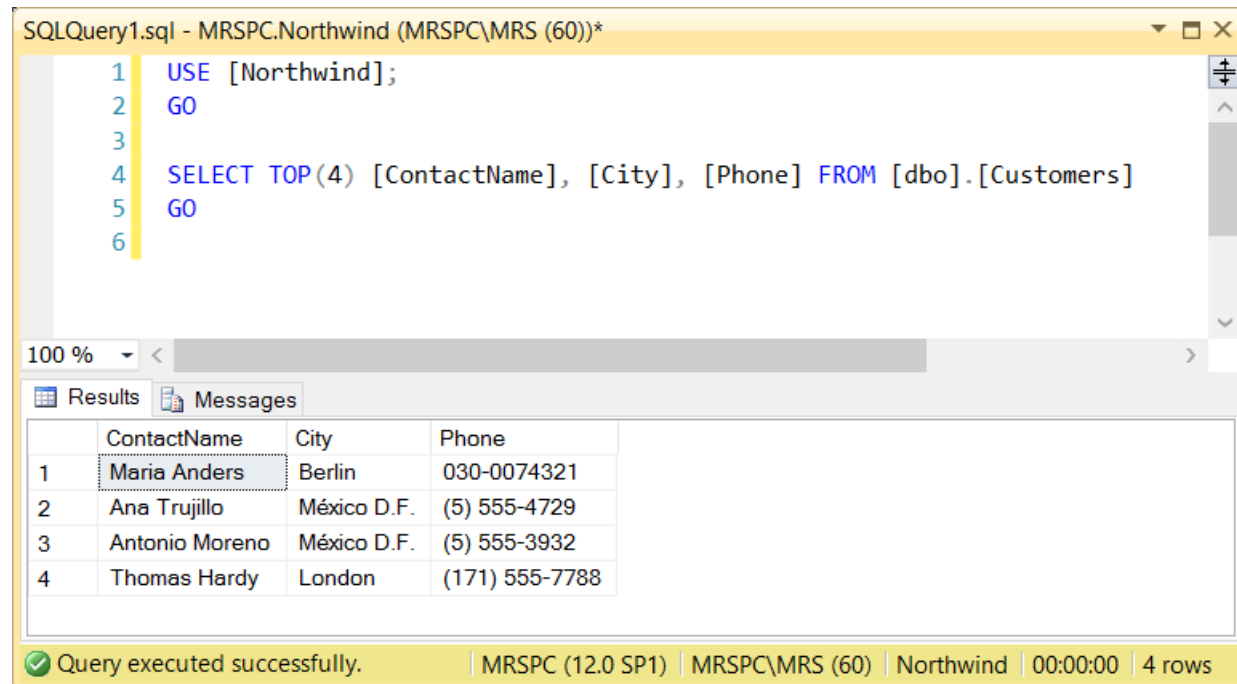 SQLQuery1.sql - MRSPC.Northwind (MRSPC\MRS (60))*
1 USE [Northwind];
2 GO
3
4 SELECT TOP(4) [ContactName], [City], [Phone] FROM [dbo].[Customers]
5 GO
6
100 %
Results Messages
ContactName City Phone
1 Maria Anders Berlin 030-0074321
2 Ana Trujillo México D.F. (5) 555-4729
3 Antonio Moreno México D.F. (5) 555-3932
4 Thomas Hardy London (171) 555-7788
Query executed successfully. MRSPC (12.0 SP1) MRSPC\MRS (60) Northwind 00:00:00 4 rows